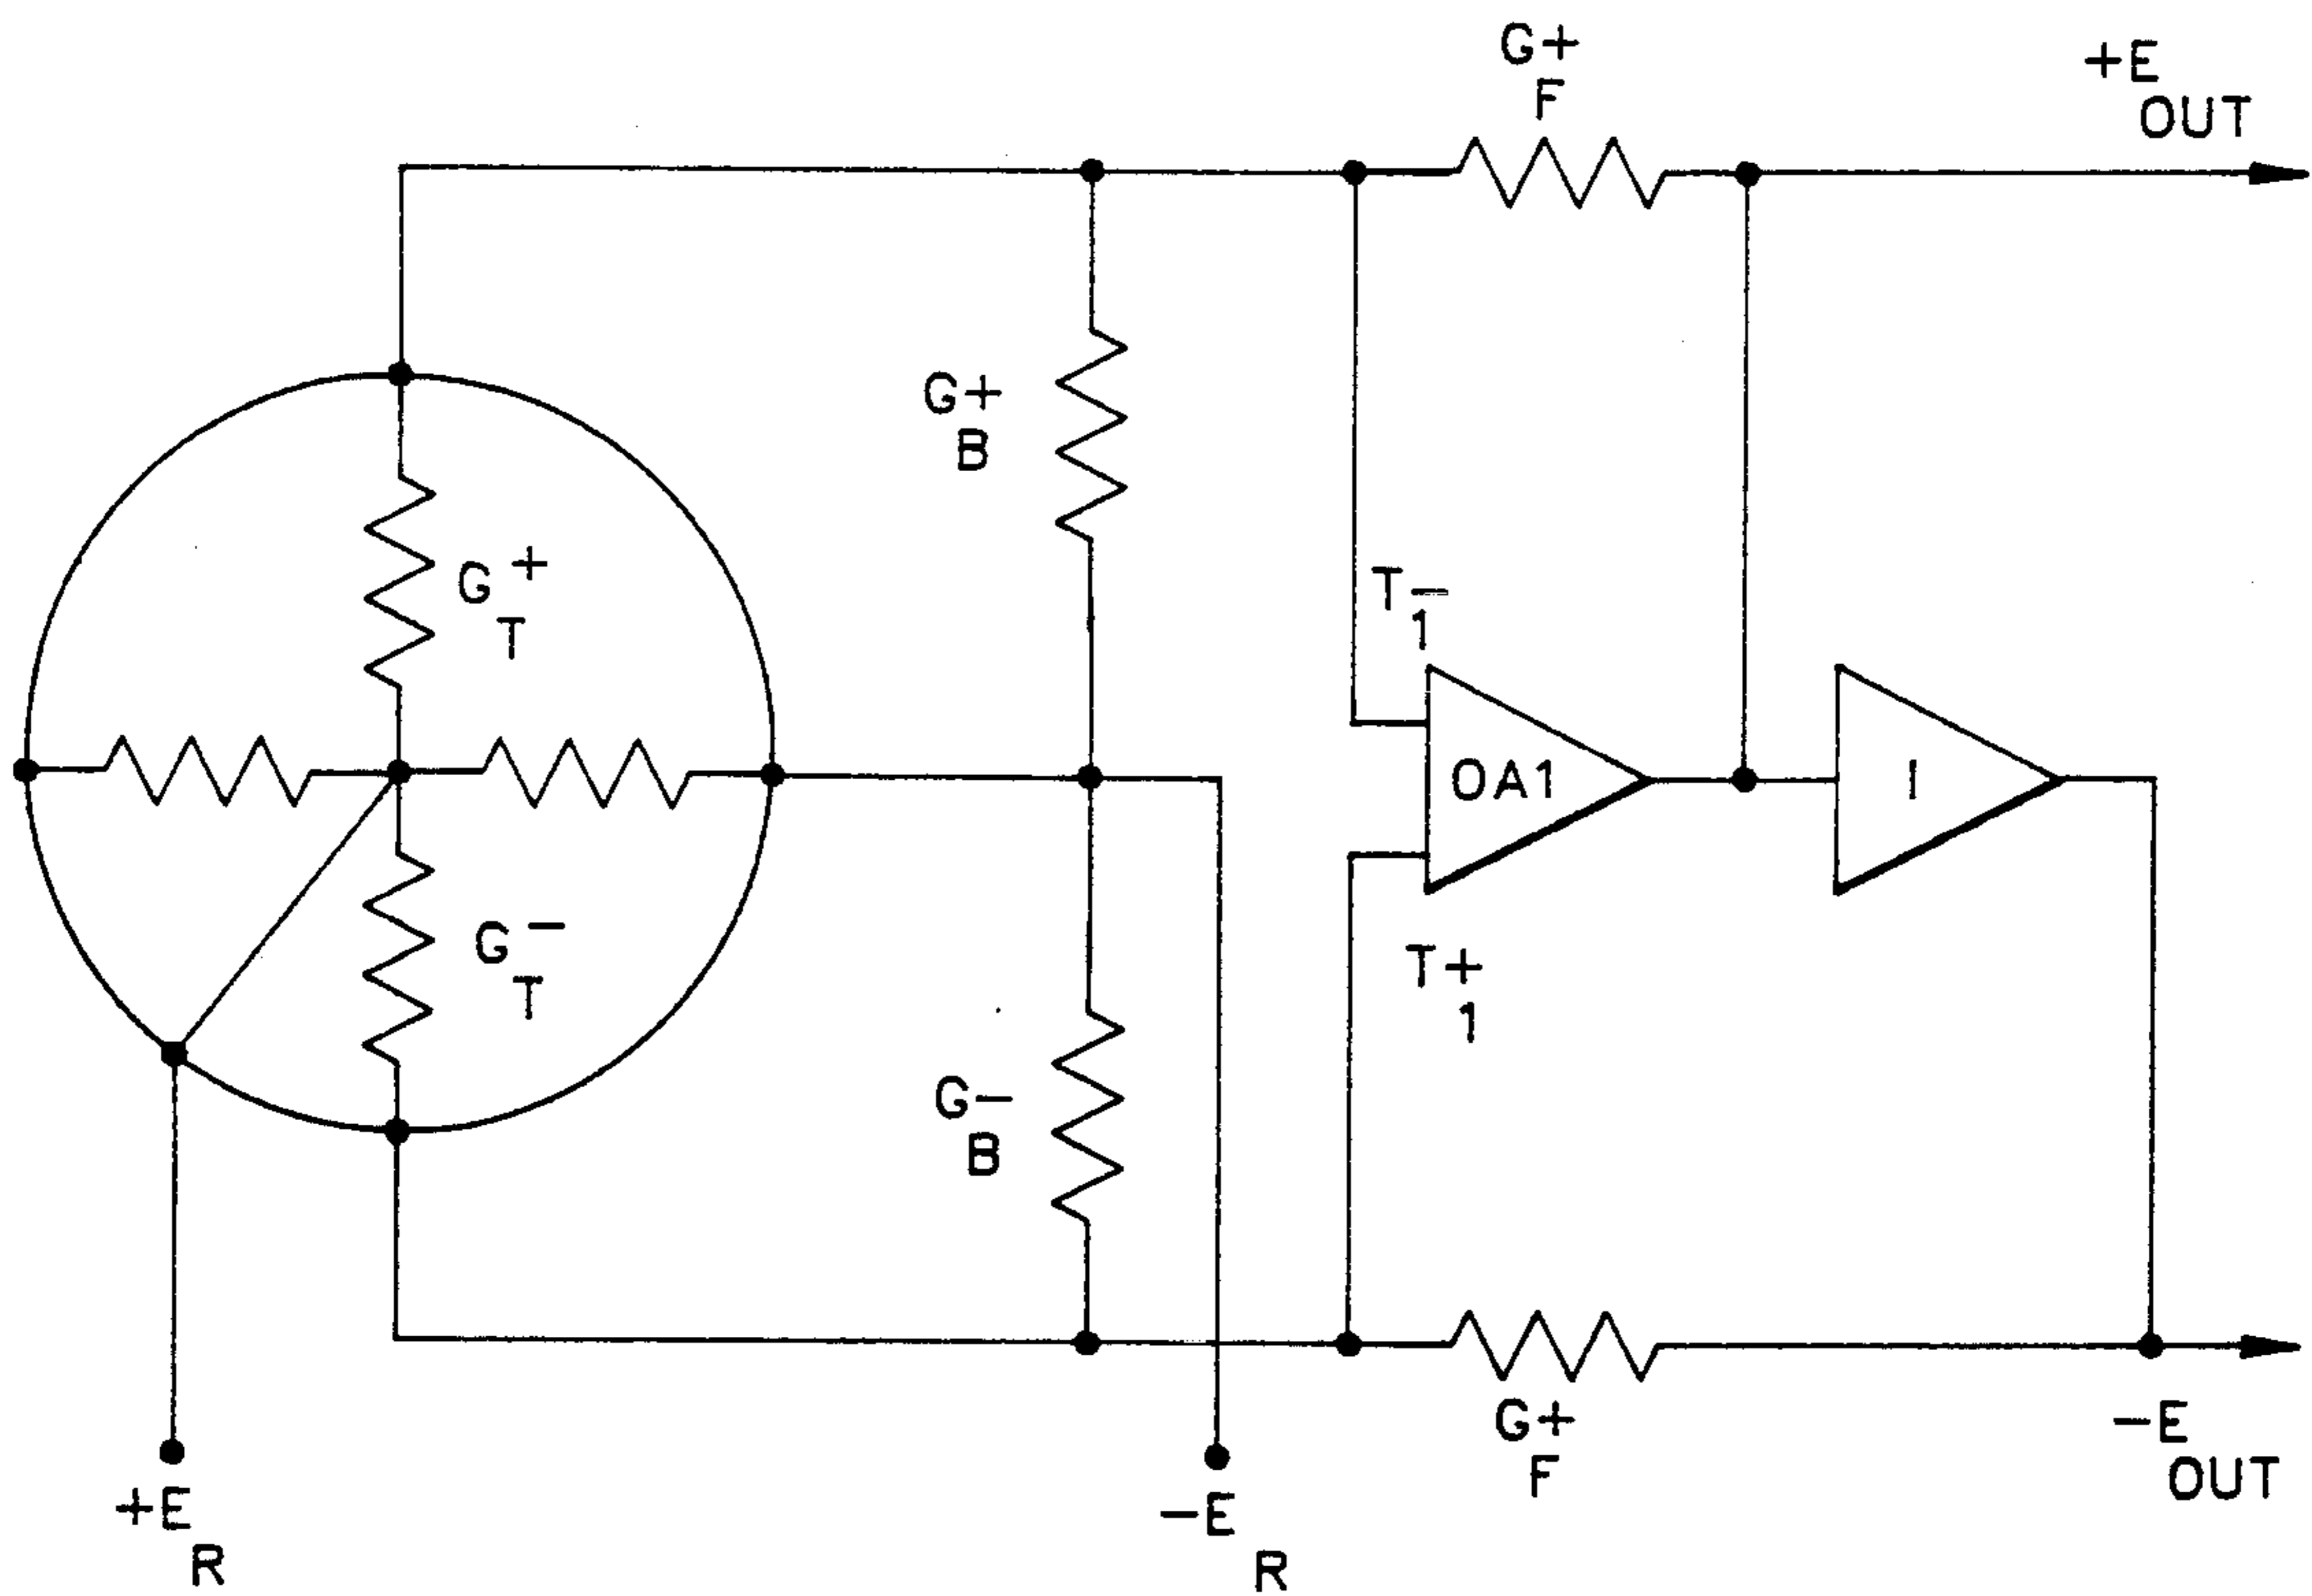 G+
F
+E
OUT
G+
B
G+
T
T-
1
OA1
I
G-
T
T+
1
G-
B
G+
F
-E
OUT
+E
R
-E
R